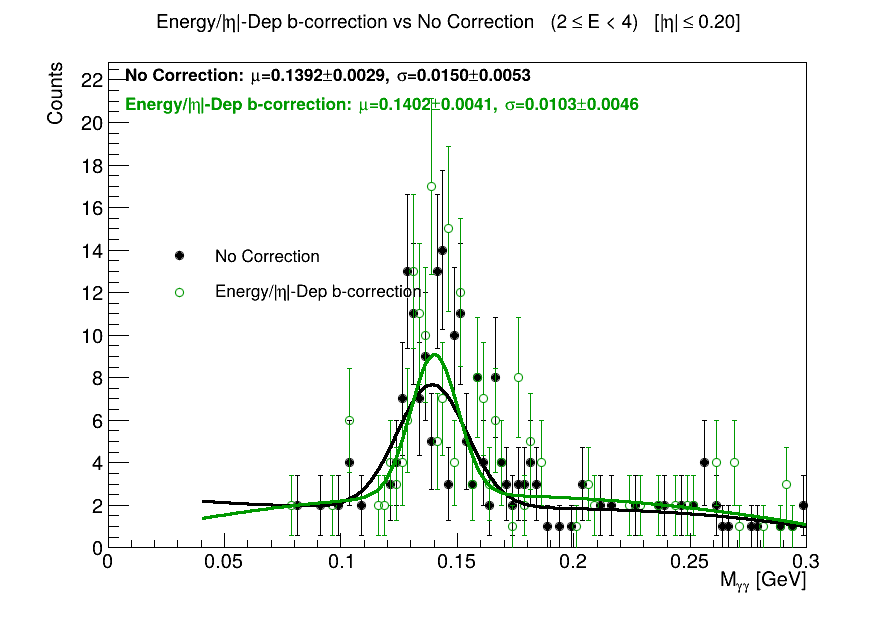 Energy/|η|-Dep b-correction vs No Correction (2 ≤ E < 4) [|η| ≤ 0.20]
Counts
No Correction: μ=0.1392±0.0029, σ=0.0150±0.0053
Energy/|η|-Dep b-correction: μ=0.1402±0.0041, σ=0.0103±0.0046
No Correction
Energy/|η|-Dep b-correction
22
20
18
16
14
12
10
8
6
4
2
0
0 0.05 0.1 0.15 0.2 0.25 0.3
Mγγ [GeV]